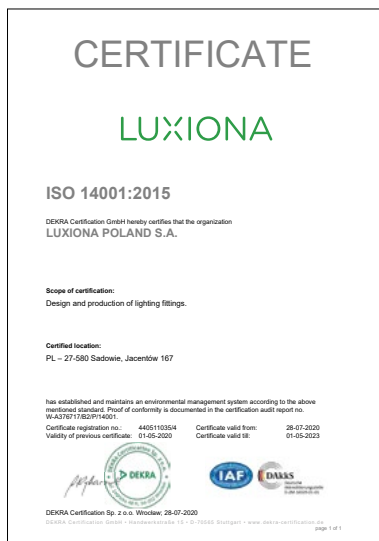 CERTIFICATE
LUXIONA
ISO 14001:2015
DEKRA Certification GmbH hereby certifies that the organization
LUXIONA POLAND S.A.
Scope of certification:
Design and production of lighting fittings.
Certified location:
PL – 27-580 Sadowie, Jacentów 167
has established and maintains an environmental management system according to the above
mentioned standard. Proof of conformity is documented in the certification audit report no.
W-A376717/B2/P/14001.
Certificate registration no.: 440511035/4 Certificate valid from: 28-07-2020
Validity of previous certificate: 01-05-2020 Certificate valid till: 01-05-2023
DEKRA
IAF
DAkkS
DEKRA Certification Sp. z o.o. Wrocław; 28-07-2020
DEKRA Certification GmbH • Handwerkstraße 15 • D-70565 Stuttgart • www.dekra-certification.de
page 1 of 1